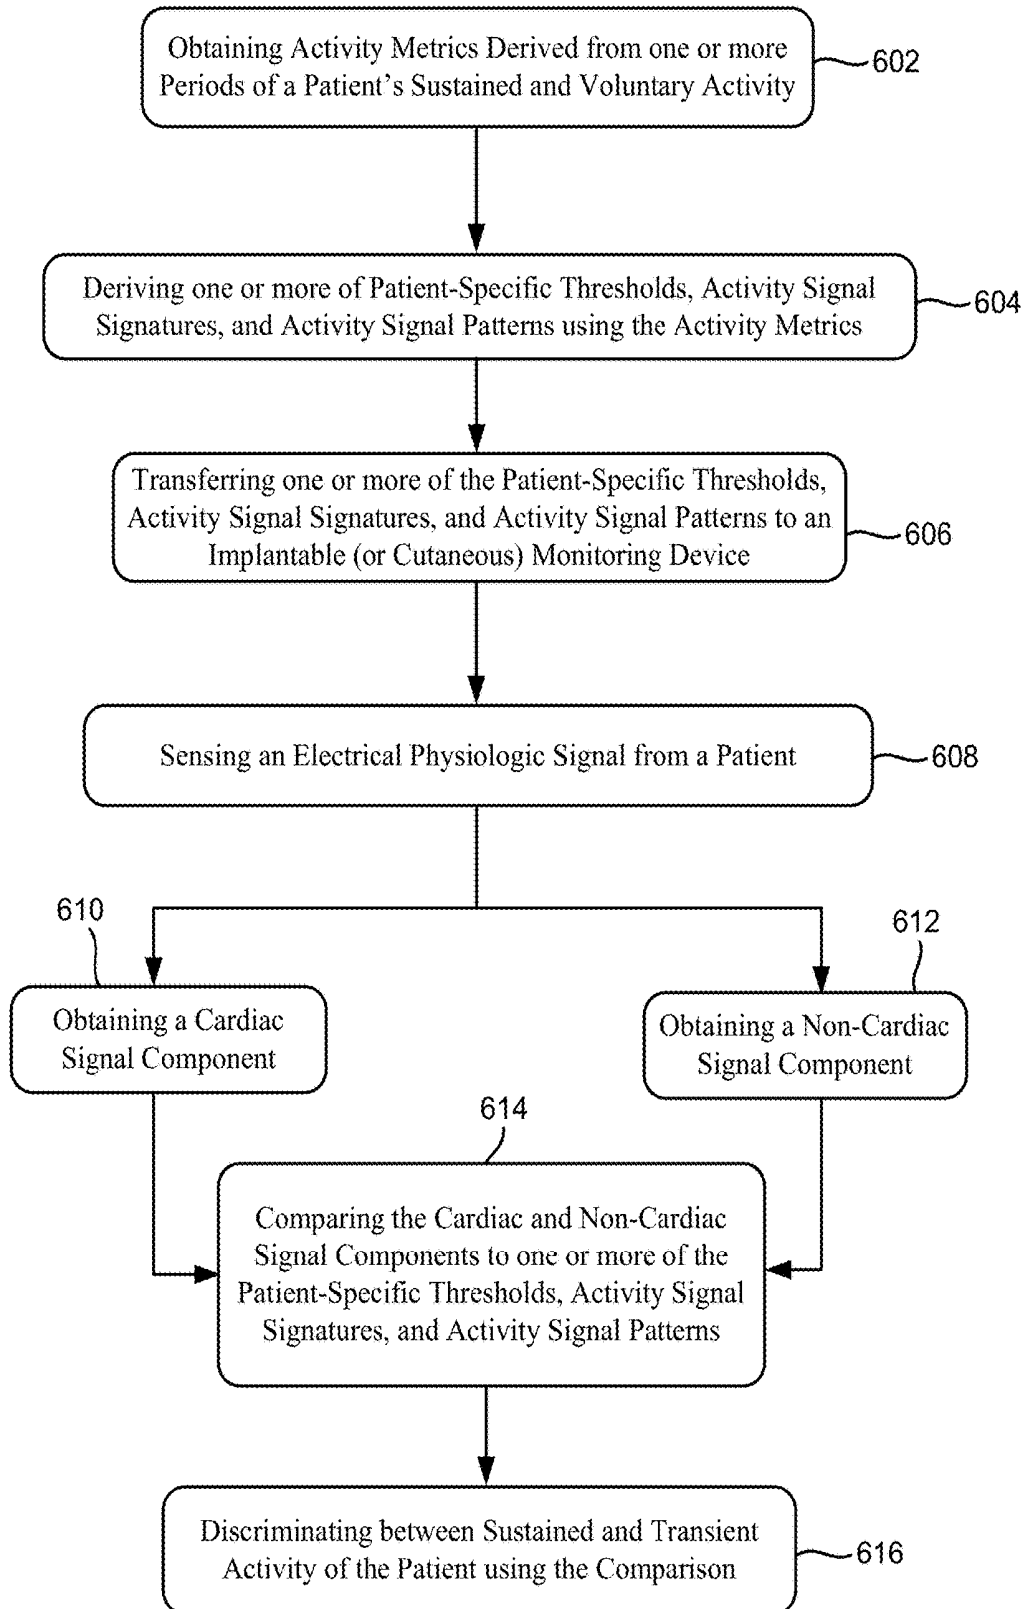 Obtaining Activity Metrics Derived from one or more
Periods of a Patient's Sustained and Voluntary Activity
602
Deriving one or more of Patient-Specific Thresholds, Activity Signal
Signatures, and Activity Signal Patterns using the Activity Metrics
604
Transferring one or more of the Patient-Specific Thresholds,
Activity Signal Signatures, and Activity Signal Patterns to an
Implantable (or Cutaneous) Monitoring Device
606
Sensing an Electrical Physiologic Signal from a Patient
608
610
Obtaining a Cardiac
Signal Component
612
Obtaining a Non-Cardiac
Signal Component
614
Comparing the Cardiac and Non-Cardiac
Signal Components to one or more of the
Patient-Specific Thresholds, Activity Signal
Signatures, and Activity Signal Patterns
Discriminating between Sustained and Transient
Activity of the Patient using the Comparison
616